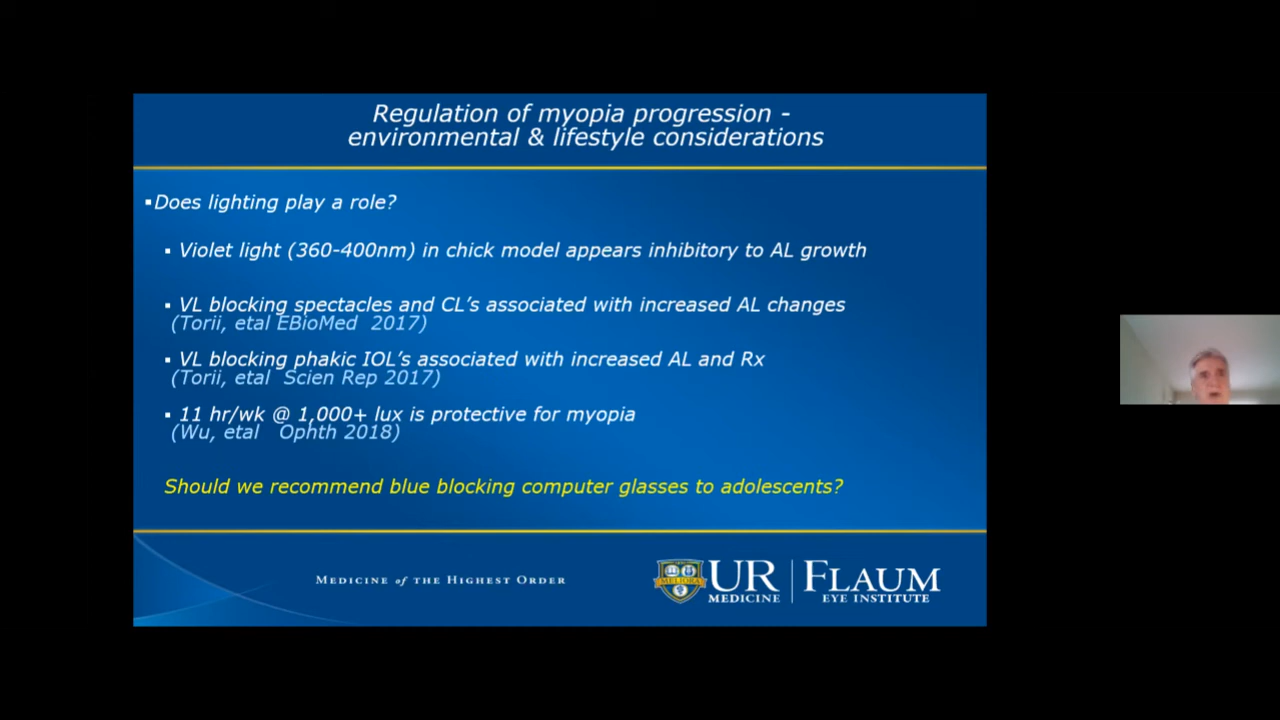 Regulation of myopia progression -
environmental & lifestyle considerations
▪Does lighting play a role?
▪ Violet light (360-400nm) in chick model appears inhibitory to AL growth
▪ VL blocking spectacles and CL's associated with increased AL changes
(Torii, etal EBioMed 2017)
▪ VL blocking phakic IOL's associated with increased AL and Rx
(Torii, etal Scien Rep 2017)
▪ 11 hr/wk @ 1,000+ lux is protective for myopia
(Wu, etal Ophth 2018)
Should we recommend blue blocking computer glasses to adolescents?
MEDICINE of THE HIGHEST ORDER
MELIORA
UR
MEDICINE
FLAUM
EYE INSTITUTE